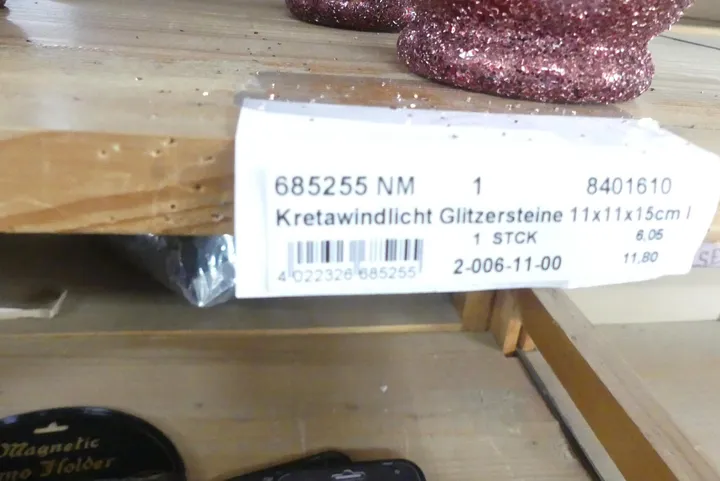 685255 NM 1 8401610
Kretawindlicht Glitzersteine 11x11x15cm
1 STCK 6,05
4 022326 685255 2-006-11-00 11,80
Magnetic
Holder